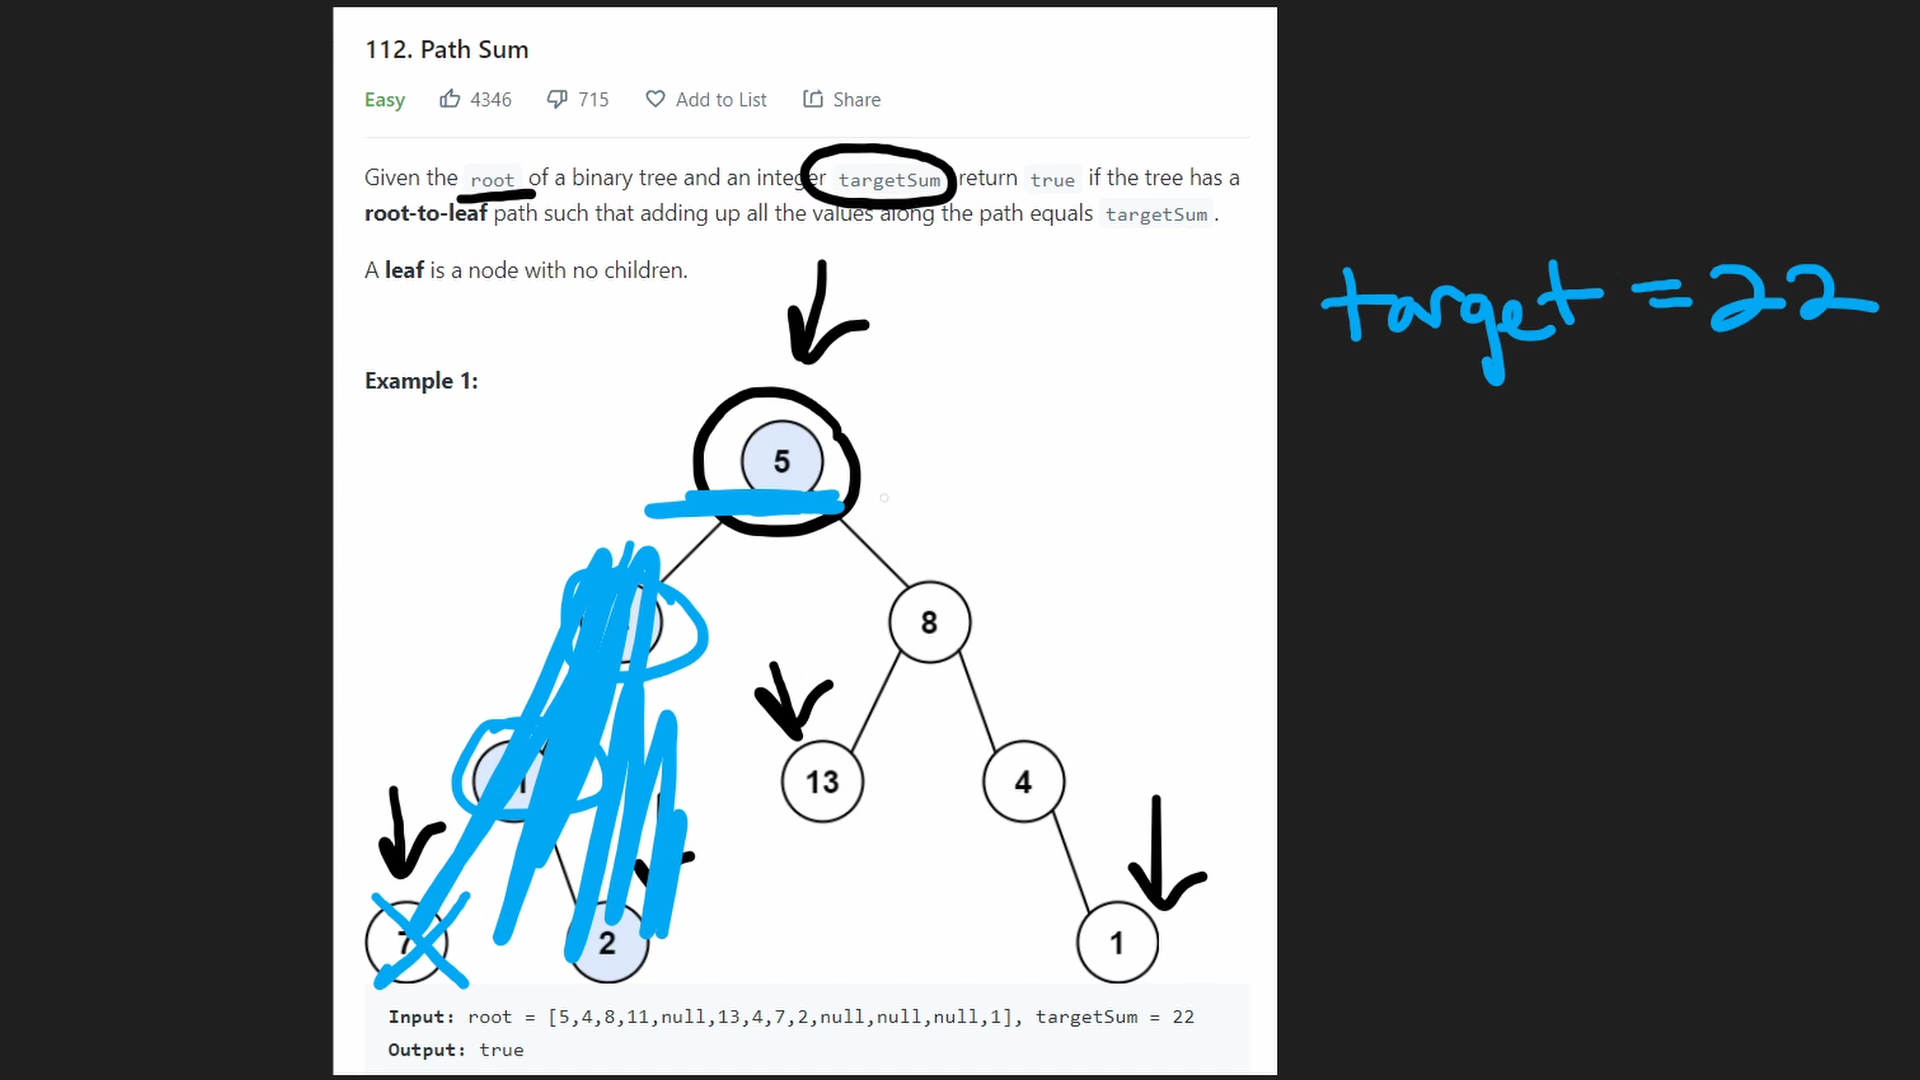 112. Path Sum
Easy 4346 715 Add to List Share
Given the root of a binary tree and an integer targetSum return true if the tree has a
root-to-leaf path such that adding up all the values along the path equals targetSum.
A leaf is a node with no children.
target = 22
Example 1:
5
8
13
4
7
2
1
Input: root = [5,4,8,11,null,13,4,7,2,null,null,null,1], targetSum = 22
Output: true